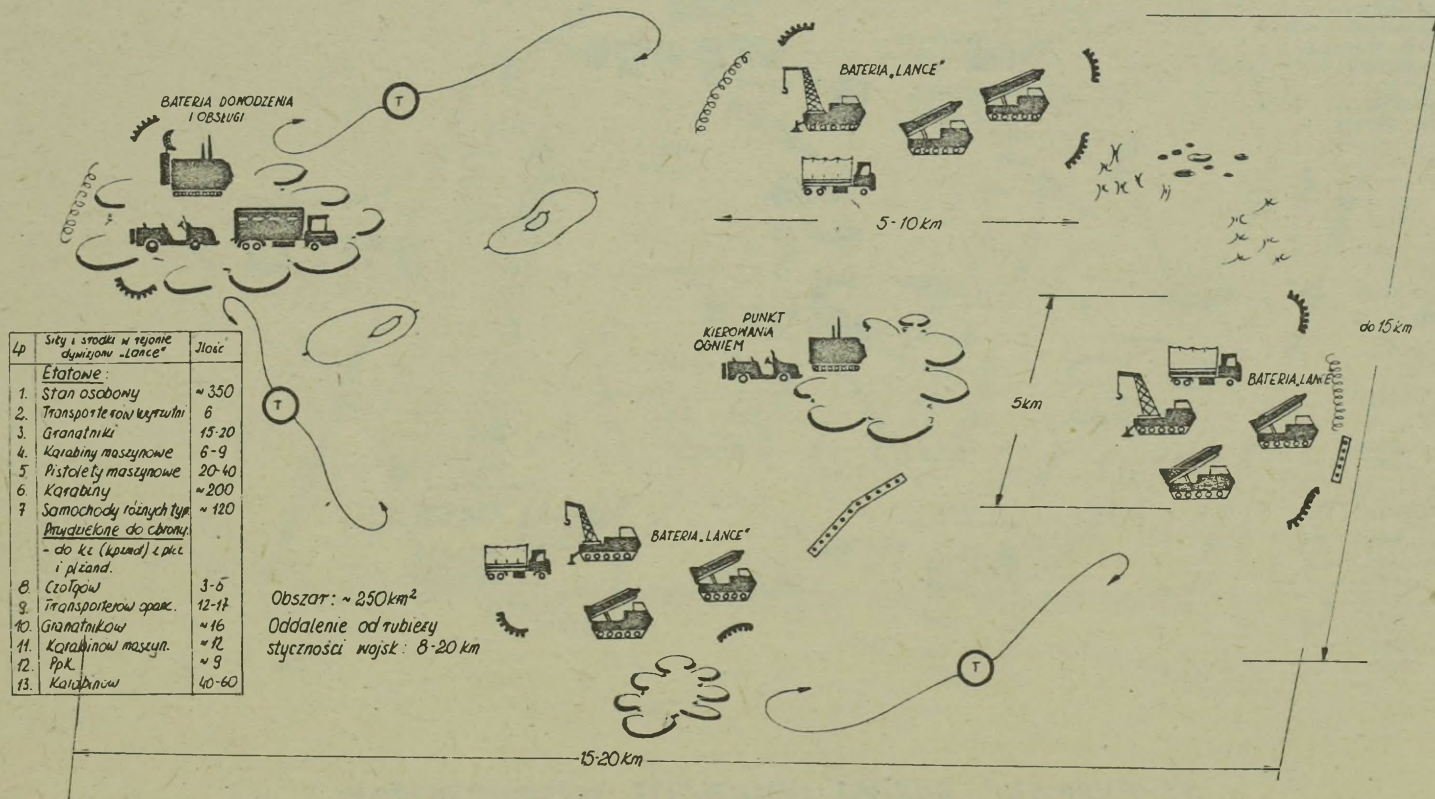 BATERIA DOWODZENIA
I OBSŁUGI
T
BATERIA „LANCE"
5-10 km
do 15 km
PUNKT
KIEROWANIA
OGNIEM
5km
BATERIA „LANCE"
T
Lp Siły i środki w rejonie dywizjonu „Lance" Ilość
Etatowe:
1. Stan osobowy ~350
2. Transporterów wyrzutni 6
3. Granatniki 15-20
4. Karabiny maszynowe 6-9
5 Pistolety maszynowe 20-40
6. Karabiny ~200
7 Samochody różnych typ. ~120
Przydzielone do obrony:
- do kz (kpzmot) z pkz
i plżand.
8. Czołgów 3-5
9. Transporterów opanc. 12-17
10. Granatników ~16
11. Karabinów maszyn. ~12
12. Ppk ~9
13. Karabinów 40-60
BATERIA „LANCE"
Obszar: ~250 km²
Oddalenie od rubieży
styczności wojsk: 8-20 km
T
15-20 km